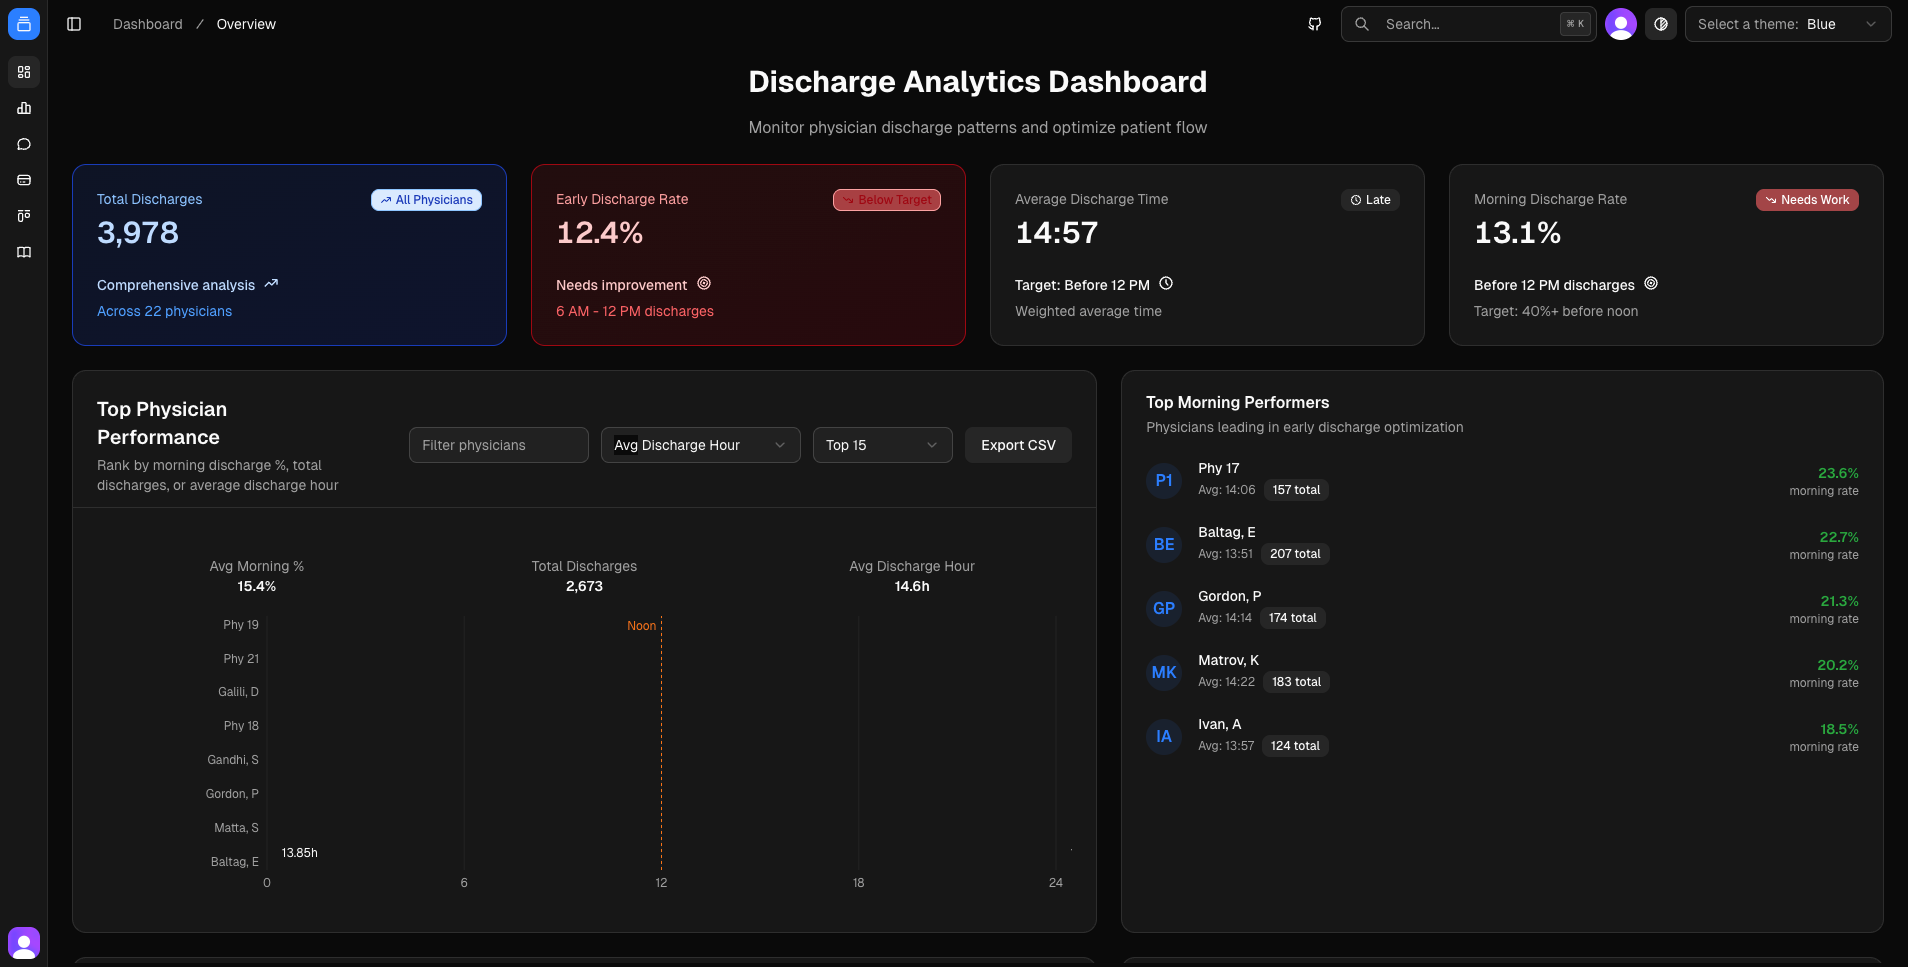 Dashboard / Overview
Search...
⌘ K
Select a theme: Blue
Discharge Analytics Dashboard
Monitor physician discharge patterns and optimize patient flow
Total Discharges
All Physicians
3,978
Comprehensive analysis
Across 22 physicians
Early Discharge Rate
Below Target
12.4%
Needs improvement
6 AM - 12 PM discharges
Average Discharge Time
Late
14:57
Target: Before 12 PM
Weighted average time
Morning Discharge Rate
Needs Work
13.1%
Before 12 PM discharges
Target: 40%+ before noon
Top Physician
Performance
Rank by morning discharge %, total
discharges, or average discharge hour
Filter physicians
Avg Discharge Hour
Top 15
Export CSV
Avg Morning %
15.4%
Total Discharges
2,673
Avg Discharge Hour
14.6h
Noon
Phy 19
Phy 21
Galili, D
Phy 18
Gandhi, S
Gordon, P
Matta, S
Baltag, E
13.85h
0 6 12 18 24
Top Morning Performers
Physicians leading in early discharge optimization
P1
Phy 17
Avg: 14:06 157 total
23.6%
morning rate
BE
Baltag, E
Avg: 13:51 207 total
22.7%
morning rate
GP
Gordon, P
Avg: 14:14 174 total
21.3%
morning rate
MK
Matrov, K
Avg: 14:22 183 total
20.2%
morning rate
IA
Ivan, A
Avg: 13:57 124 total
18.5%
morning rate